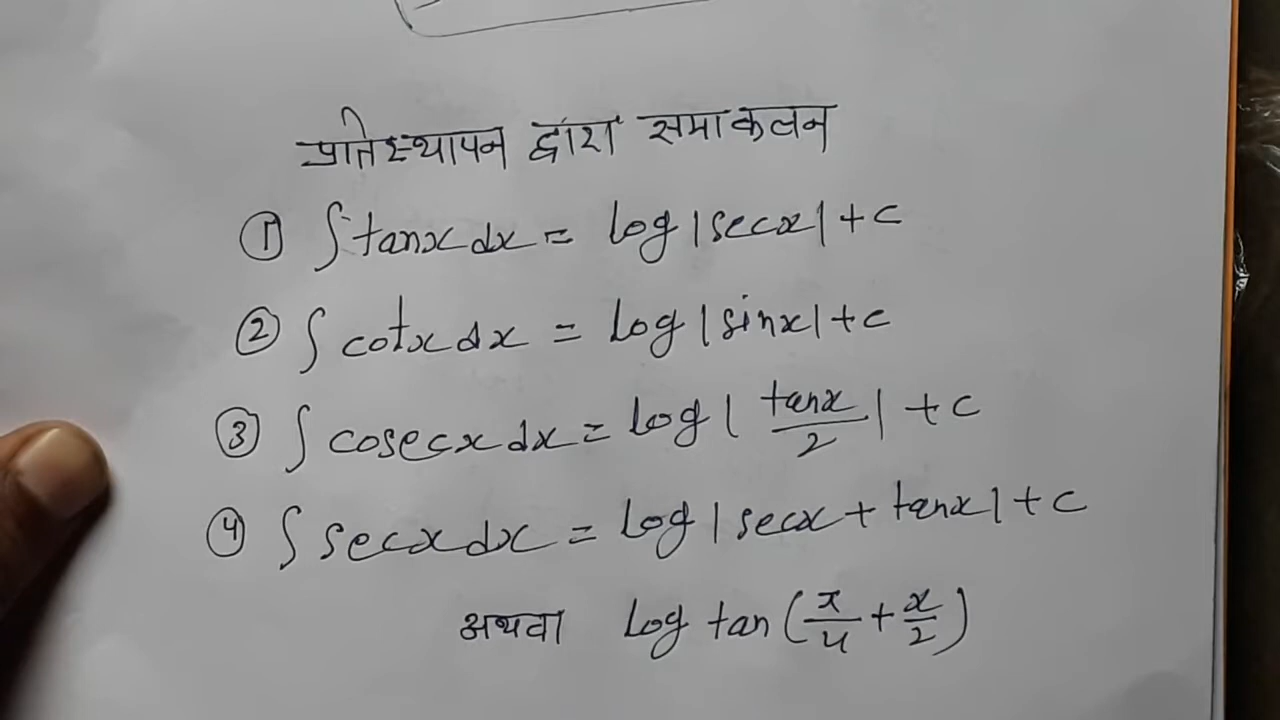 प्रतिस्थापन द्वारा समाकलन
① ∫tanx dx = log |secx| + c
② ∫ cotx dx = log |sinx| + c
③ ∫ cosecx dx = log | tanx/2 | + c
④ ∫ secx dx = log |secx + tanx| + c
अथवा log tan (π/4 + x/2)